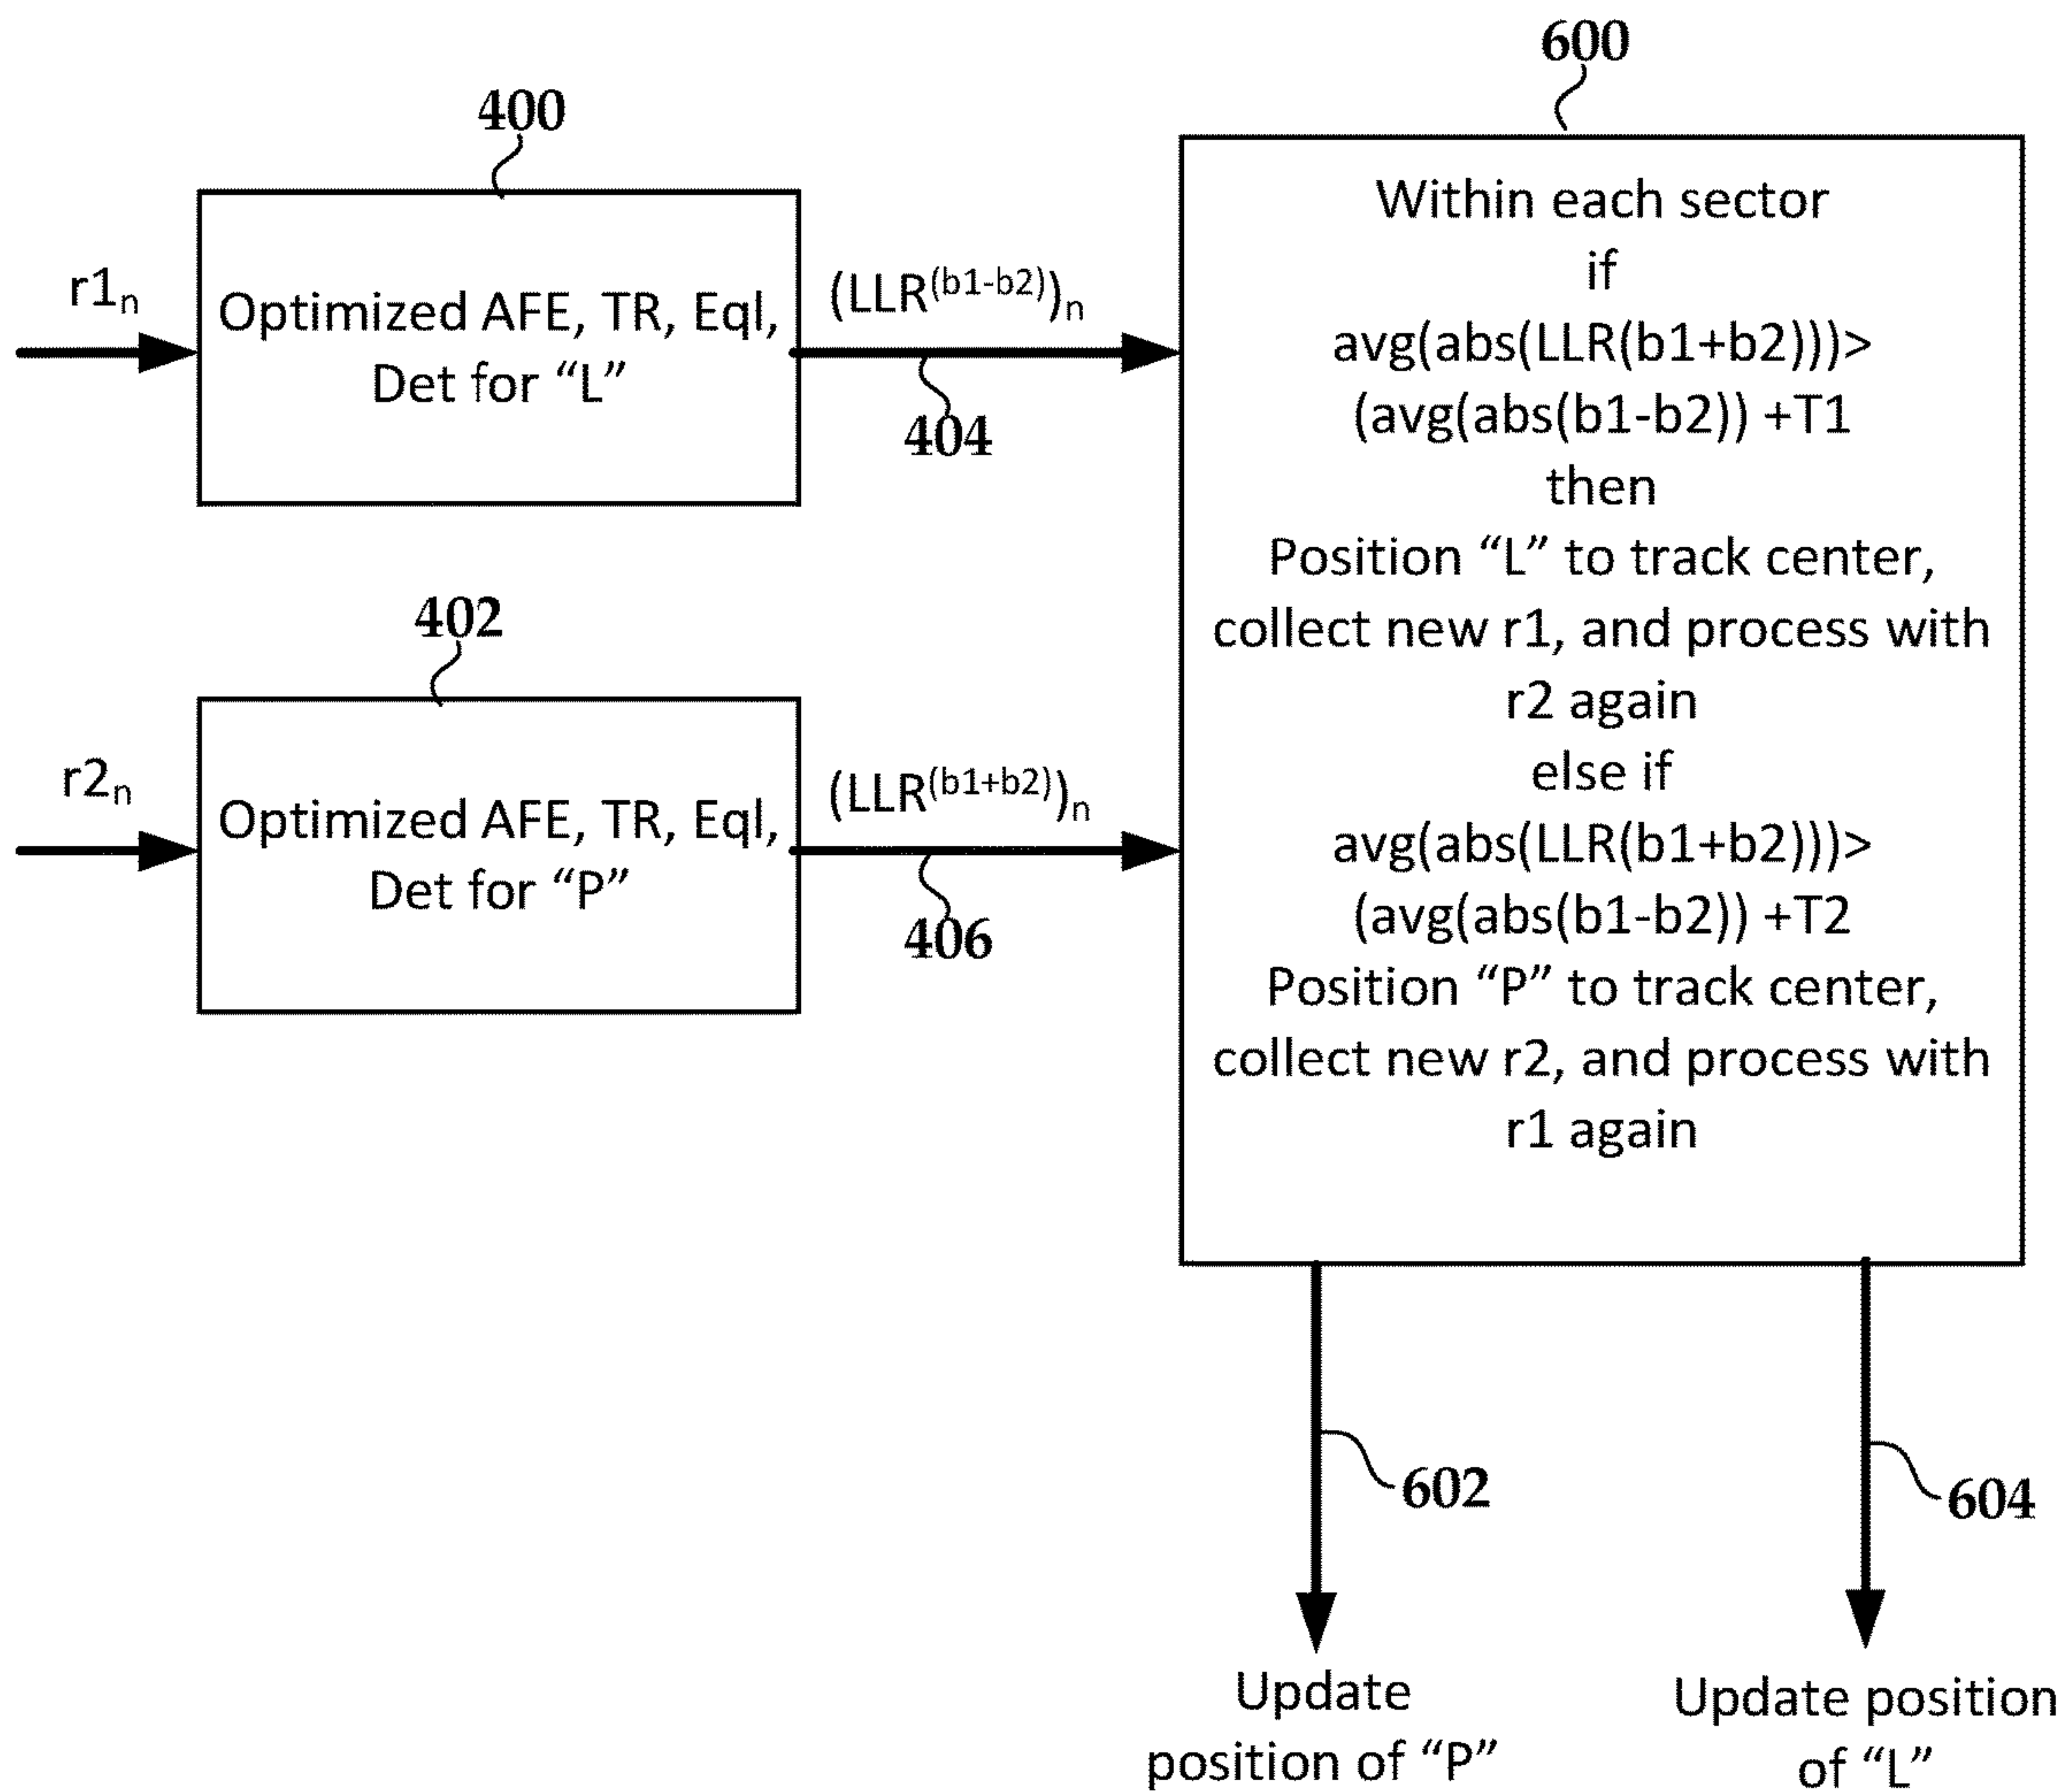 600
400
r1n
Optimized AFE, TR, Eql,
Det for “L”
(LLR(b1-b2))n
404
402
r2n
Optimized AFE, TR, Eql,
Det for “P”
(LLR(b1+b2))n
406
Within each sector
if
avg(abs(LLR(b1+b2)))>
(avg(abs(b1-b2)) +T1
then
Position “L” to track center,
collect new r1, and process with
r2 again
else if
avg(abs(LLR(b1+b2)))>
(avg(abs(b1-b2)) +T2
Position “P” to track center,
collect new r2, and process with
r1 again
602
604
Update
position of “P”
Update position
of “L”